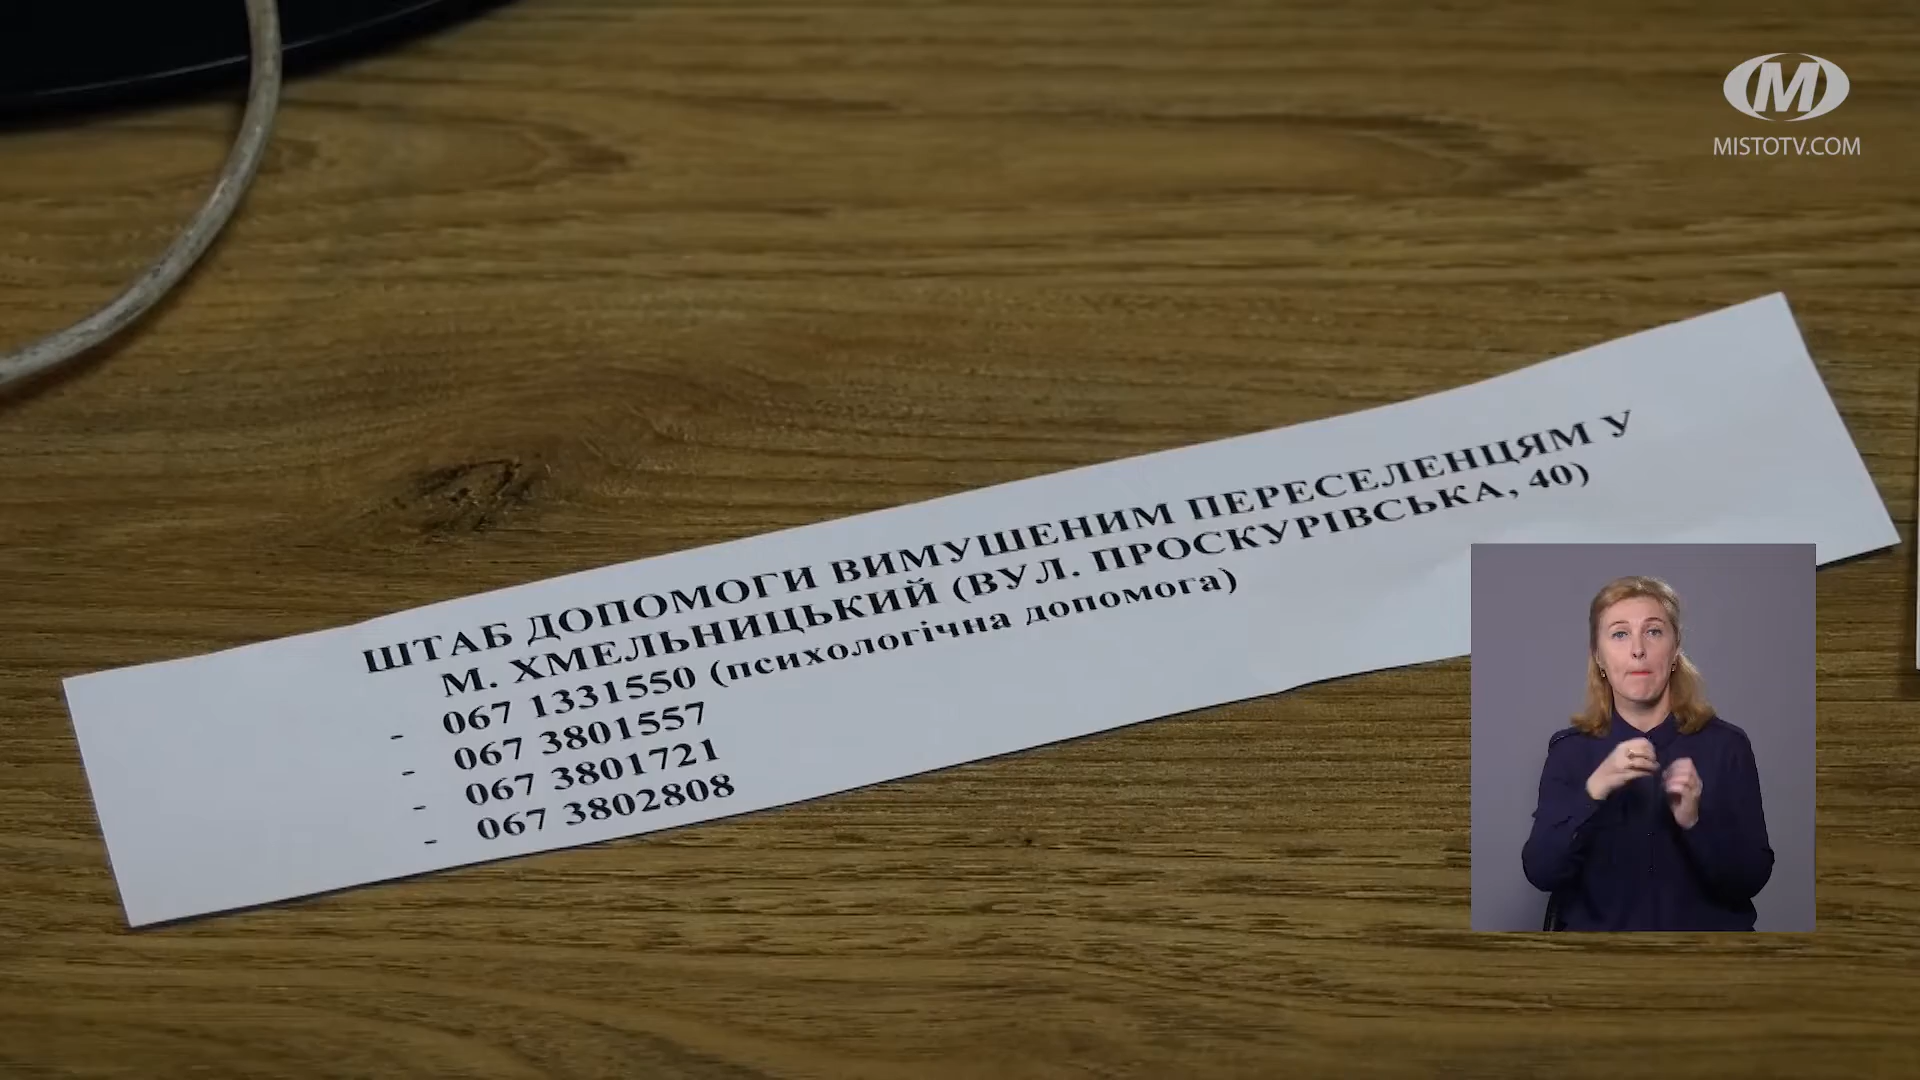 M
MISTOTV.COM
ШТАБ ДОПОМОГИ ВИМУШЕНИМ ПЕРЕСЕЛЕНЦЯМ У
М. ХМЕЛЬНИЦЬКИЙ (ВУЛ. ПРОСКУРІВСЬКА, 40)
- 067 1331550 (психологічна допомога)
- 067 3801557
- 067 3801721
- 067 3802808